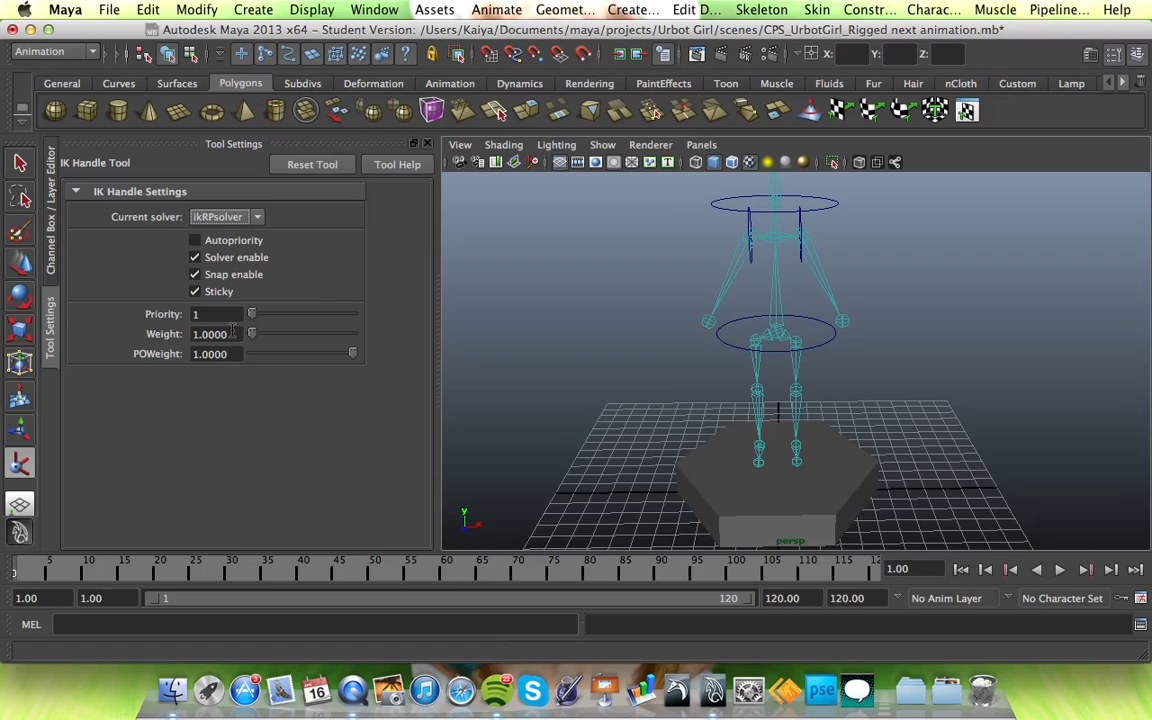 Maya File Edit Modify Create Display Window Assets Animate Geomet... Create... Edit D... Skeleton Skin Constr... Charac... Muscle Pipeline... Help
Autodesk Maya 2013 x64 - Student Version: /Users/Kaiya/Documents/maya/projects/Urbot Girl/scenes/CPS_UrbotGirl_Rigged next animation.mb*
Animation X: Y: Z:
General Curves Surfaces Polygons Subdivs Deformation Animation Dynamics Rendering PaintEffects Toon Muscle Fluids Fur Hair nCloth Custom Lmap
Tool Settings
IK Handle Tool Reset Tool Tool Help
View Shading Lighting Show Renderer Panels
IK Handle Settings
Current solver: ikRPsolver
Autopriority
Solver enable
Snap enable
Sticky
Priority: 1
Weight: 1.0000
POWeight: 1.0000
Channel Box / Layer Editor
Tool Settings
y
x
persp
5 10 15 20 25 30 35 40 45 50 55 60 65 70 75 80 85 90 95 100 105 110 115 12
1.00
1.00 1.00 1 120 120.00 120.00 No Anim Layer No Character Set
MEL
16
pse